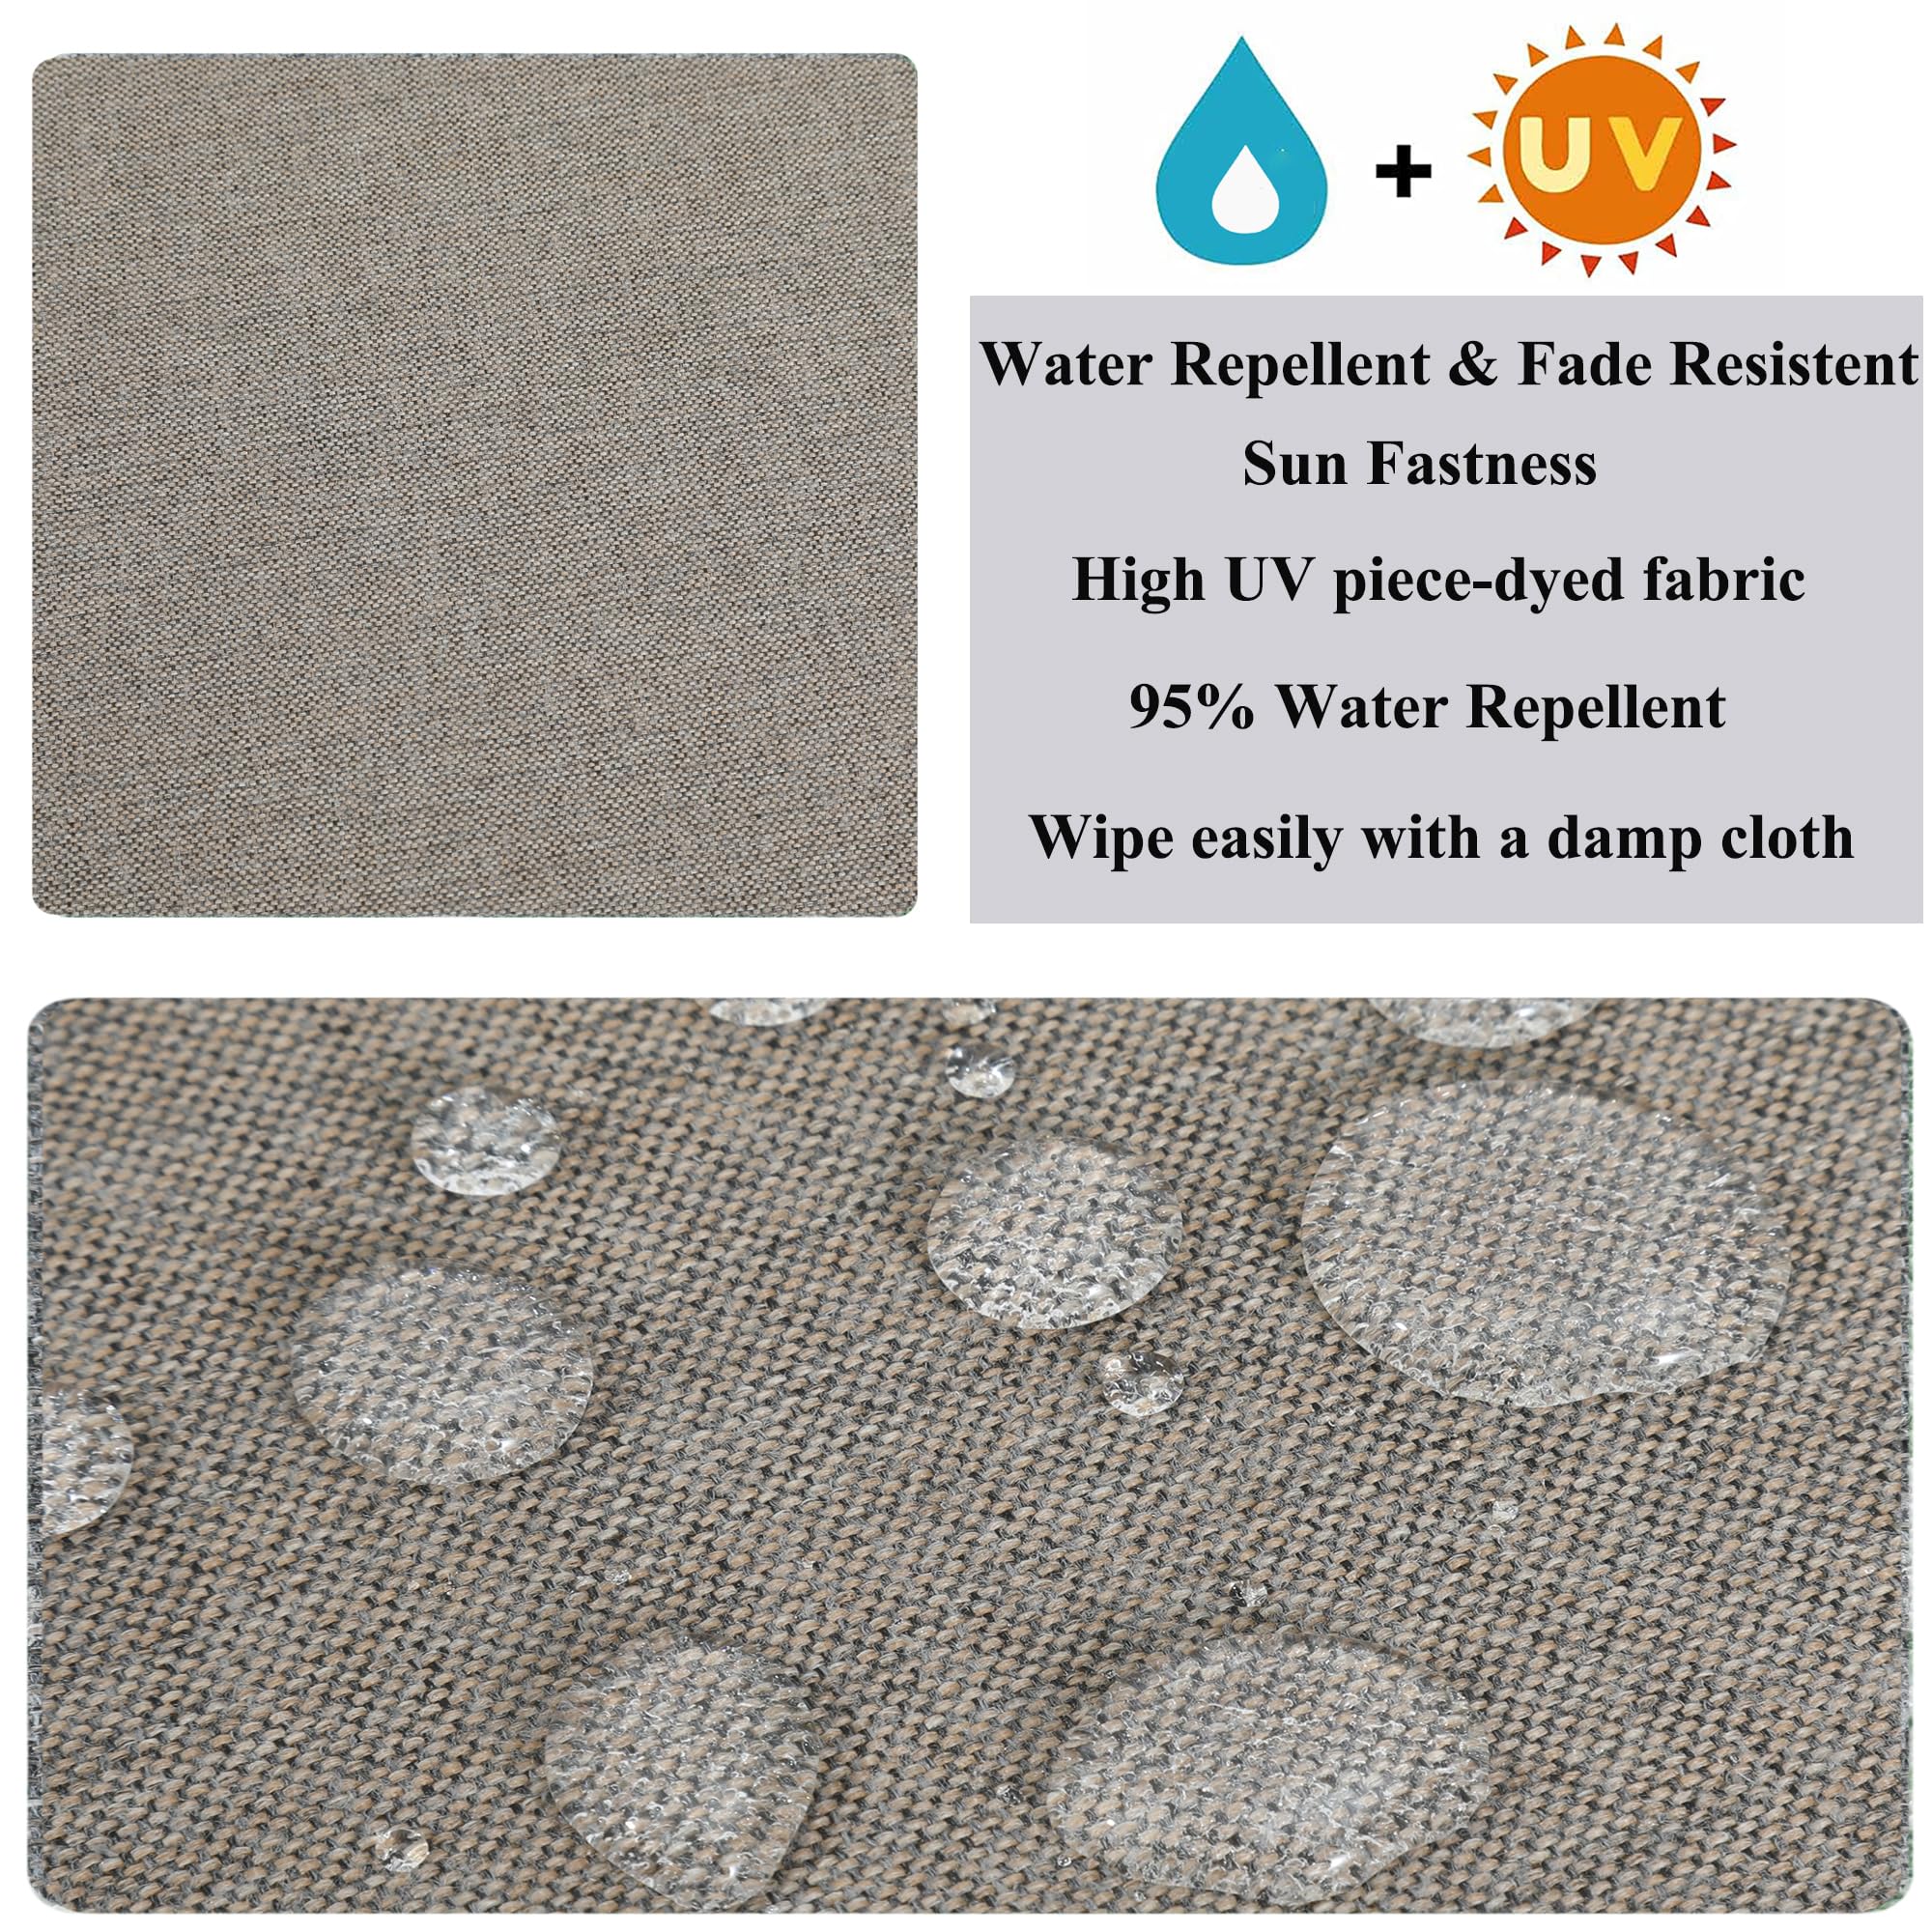 UV
Water Repellent & Fade Resistent
Sun Fastness
High UV piece-dyed fabric
95% Water Repellent
Wipe easily with a damp cloth